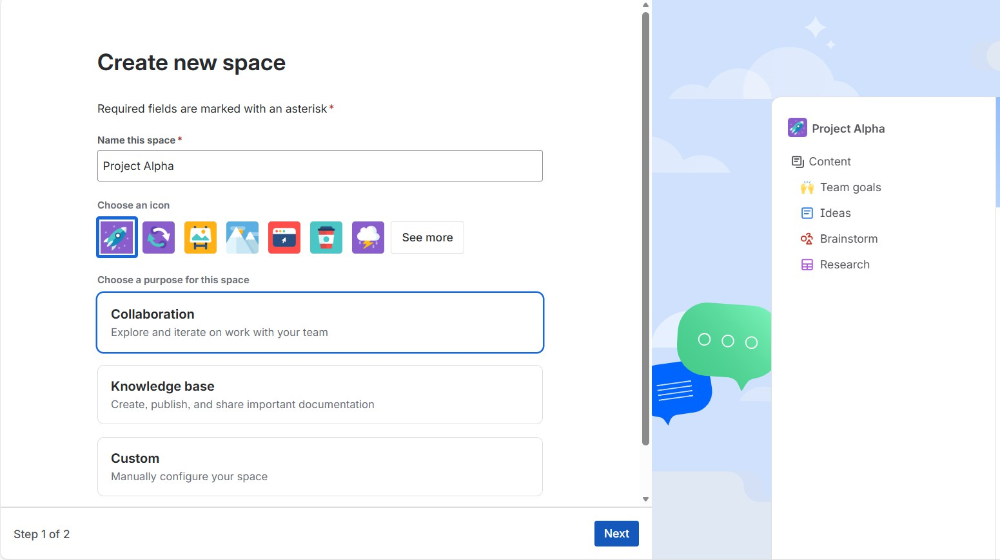 Create new space
Required fields are marked with an asterisk *
Name this space *
Project Alpha
Choose an icon
See more
Choose a purpose for this space
Collaboration
Explore and iterate on work with your team
Knowledge base
Create, publish, and share important documentation
Custom
Manually configure your space
Step 1 of 2
Next
Project Alpha
Content
Team goals
Ideas
Brainstorm
Research